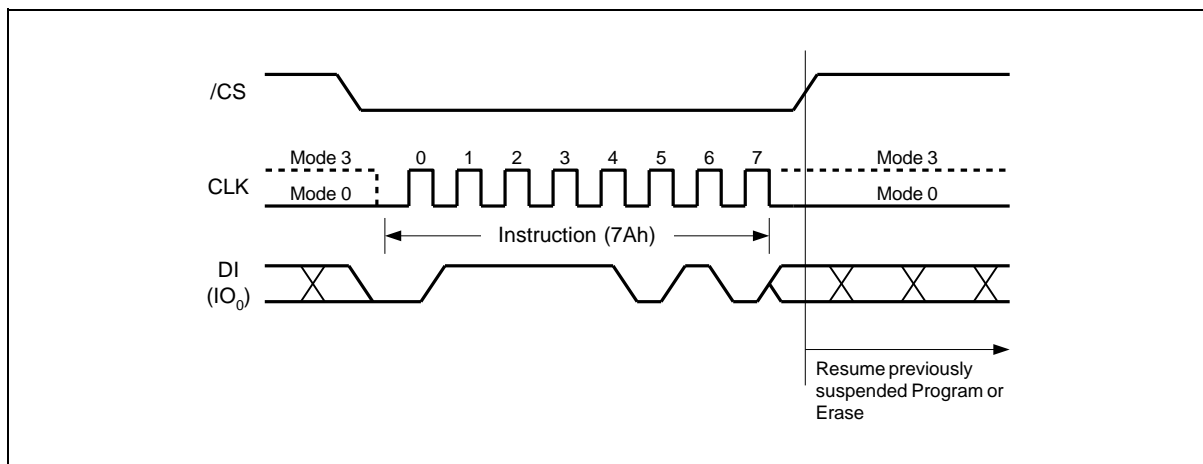 /CS
Mode 3 0 1 2 3 4 5 6 7 Mode 3
CLK
Mode 0 Mode 0
Instruction (7Ah)
DI
(IO0)
Resume previously
suspended Program or
Erase